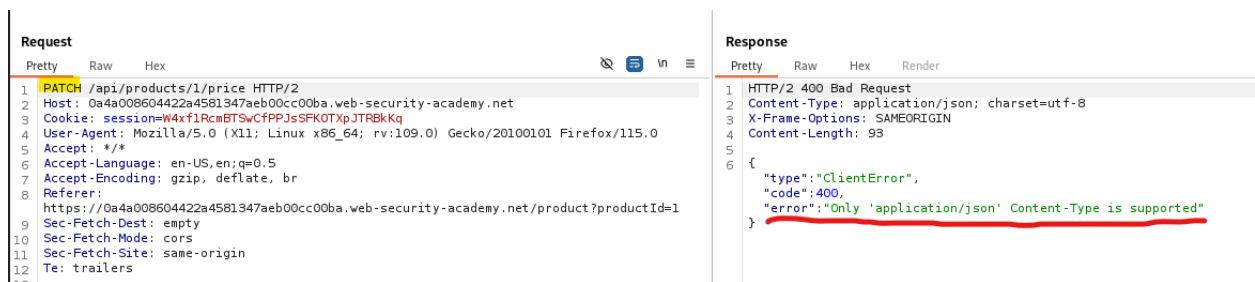 Request
Pretty Raw Hex \n
1 PATCH /api/products/1/price HTTP/2
2 Host: 0a4a008604422a4581347aeb00cc00ba.web-security-academy.net
3 Cookie: session=W4xf1RcmBTSwCfPPJsSFKOTXpJTRBkKq
4 User-Agent: Mozilla/5.0 (X11; Linux x86_64; rv:109.0) Gecko/20100101 Firefox/115.0
5 Accept: */*
6 Accept-Language: en-US,en;q=0.5
7 Accept-Encoding: gzip, deflate, br
8 Referer:
https://0a4a008604422a4581347aeb00cc00ba.web-security-academy.net/product?productId=1
9 Sec-Fetch-Dest: empty
10 Sec-Fetch-Mode: cors
11 Sec-Fetch-Site: same-origin
12 Te: trailers
Response
Pretty Raw Hex Render
1 HTTP/2 400 Bad Request
2 Content-Type: application/json; charset=utf-8
3 X-Frame-Options: SAMEORIGIN
4 Content-Length: 93
5
6 {
"type":"ClientError",
"code":400,
"error":"Only 'application/json' Content-Type is supported"
}